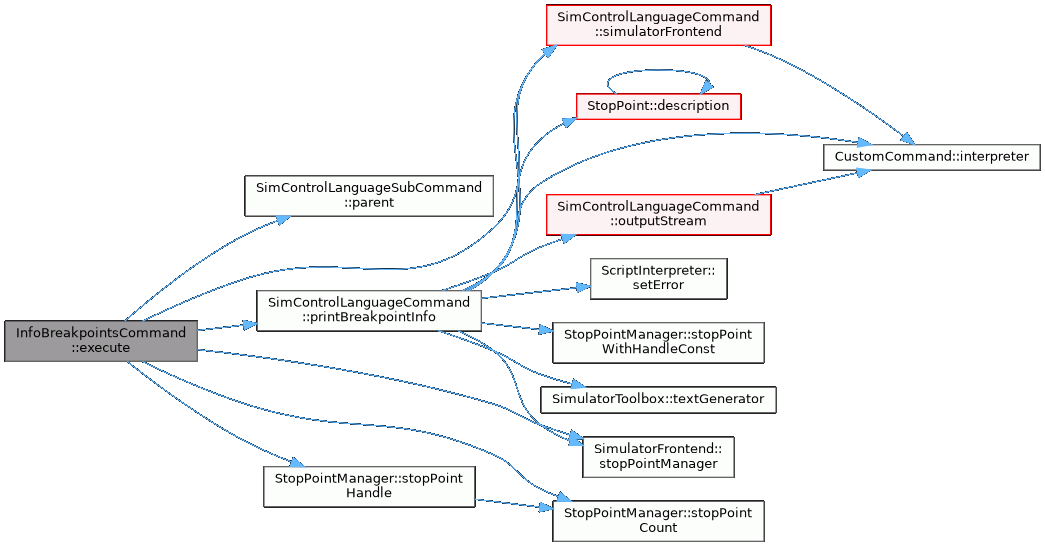 SimControlLanguageCommand
::simulatorFrontend
StopPoint::description
CustomCommand::interpreter
SimControlLanguageSubCommand
::parent
SimControlLanguageCommand
::outputStream
ScriptInterpreter::
setError
SimControlLanguageCommand
::printBreakpointInfo
InfoBreakpointsCommand
::execute
StopPointManager::stopPoint
WithHandleConst
SimulatorToolbox::textGenerator
SimulatorFrontend::
stopPointManager
StopPointManager::stopPoint
Handle
StopPointManager::stopPoint
Count